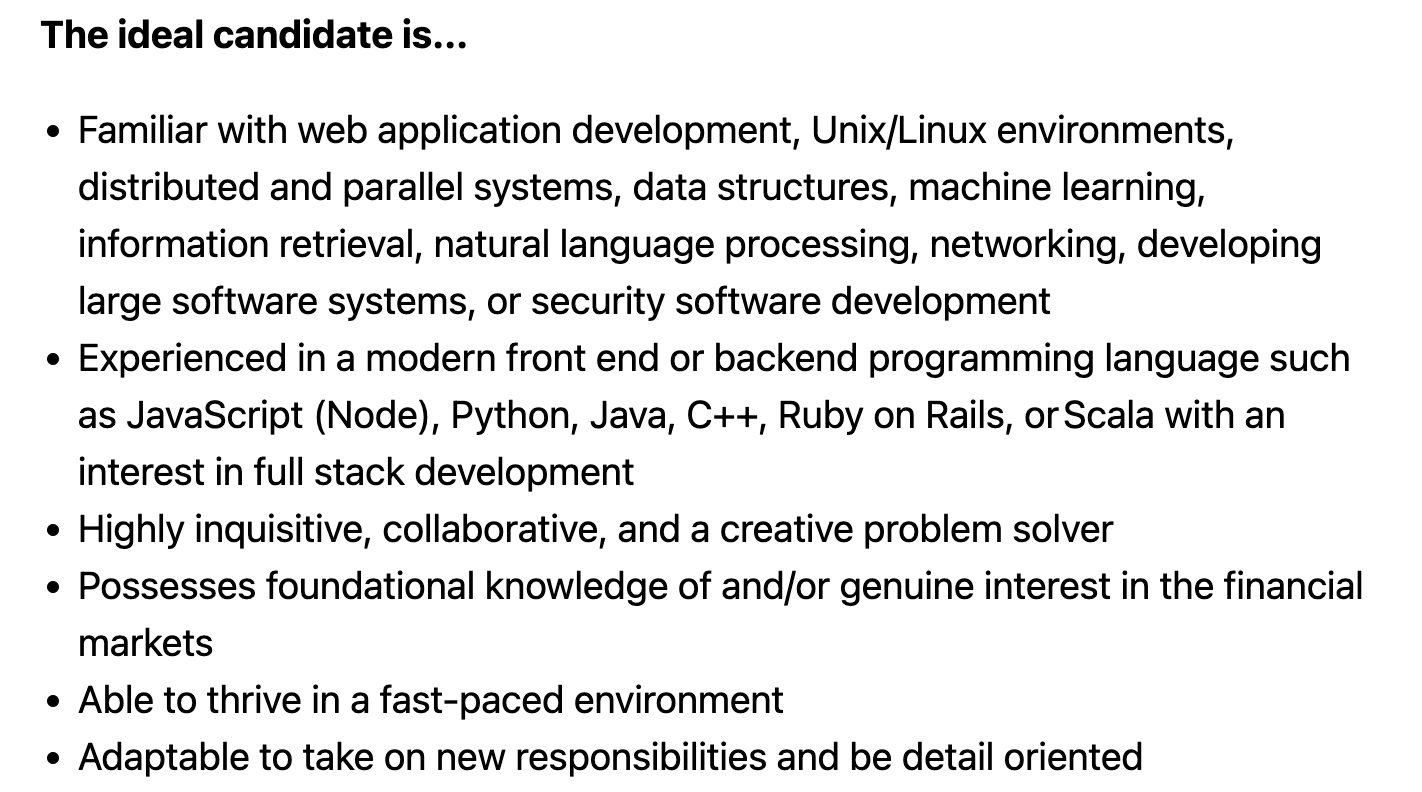 The ideal candidate is...
• Familiar with web application development, Unix/Linux environments,
distributed and parallel systems, data structures, machine learning,
information retrieval, natural language processing, networking, developing
large software systems, or security software development
• Experienced in a modern front end or backend programming language such
as JavaScript (Node), Python, Java, C++, Ruby on Rails, or Scala with an
interest in full stack development
• Highly inquisitive, collaborative, and a creative problem solver
• Possesses foundational knowledge of and/or genuine interest in the financial
markets
• Able to thrive in a fast-paced environment
• Adaptable to take on new responsibilities and be detail oriented